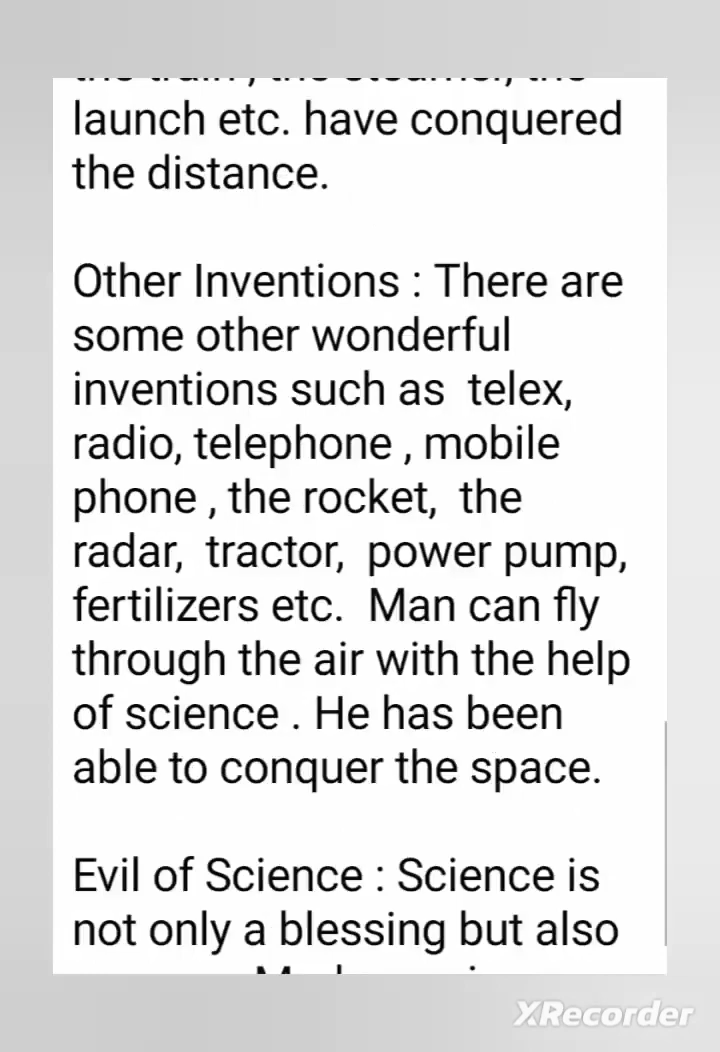 launch etc. have conquered
the distance.
Other Inventions : There are
some other wonderful
inventions such as  telex,
radio, telephone , mobile
phone , the rocket,  the
radar,  tractor,  power pump,
fertilizers etc.  Man can fly
through the air with the help
of science . He has been
able to conquer the space.
Evil of Science : Science is
not only a blessing but also
XRecorder